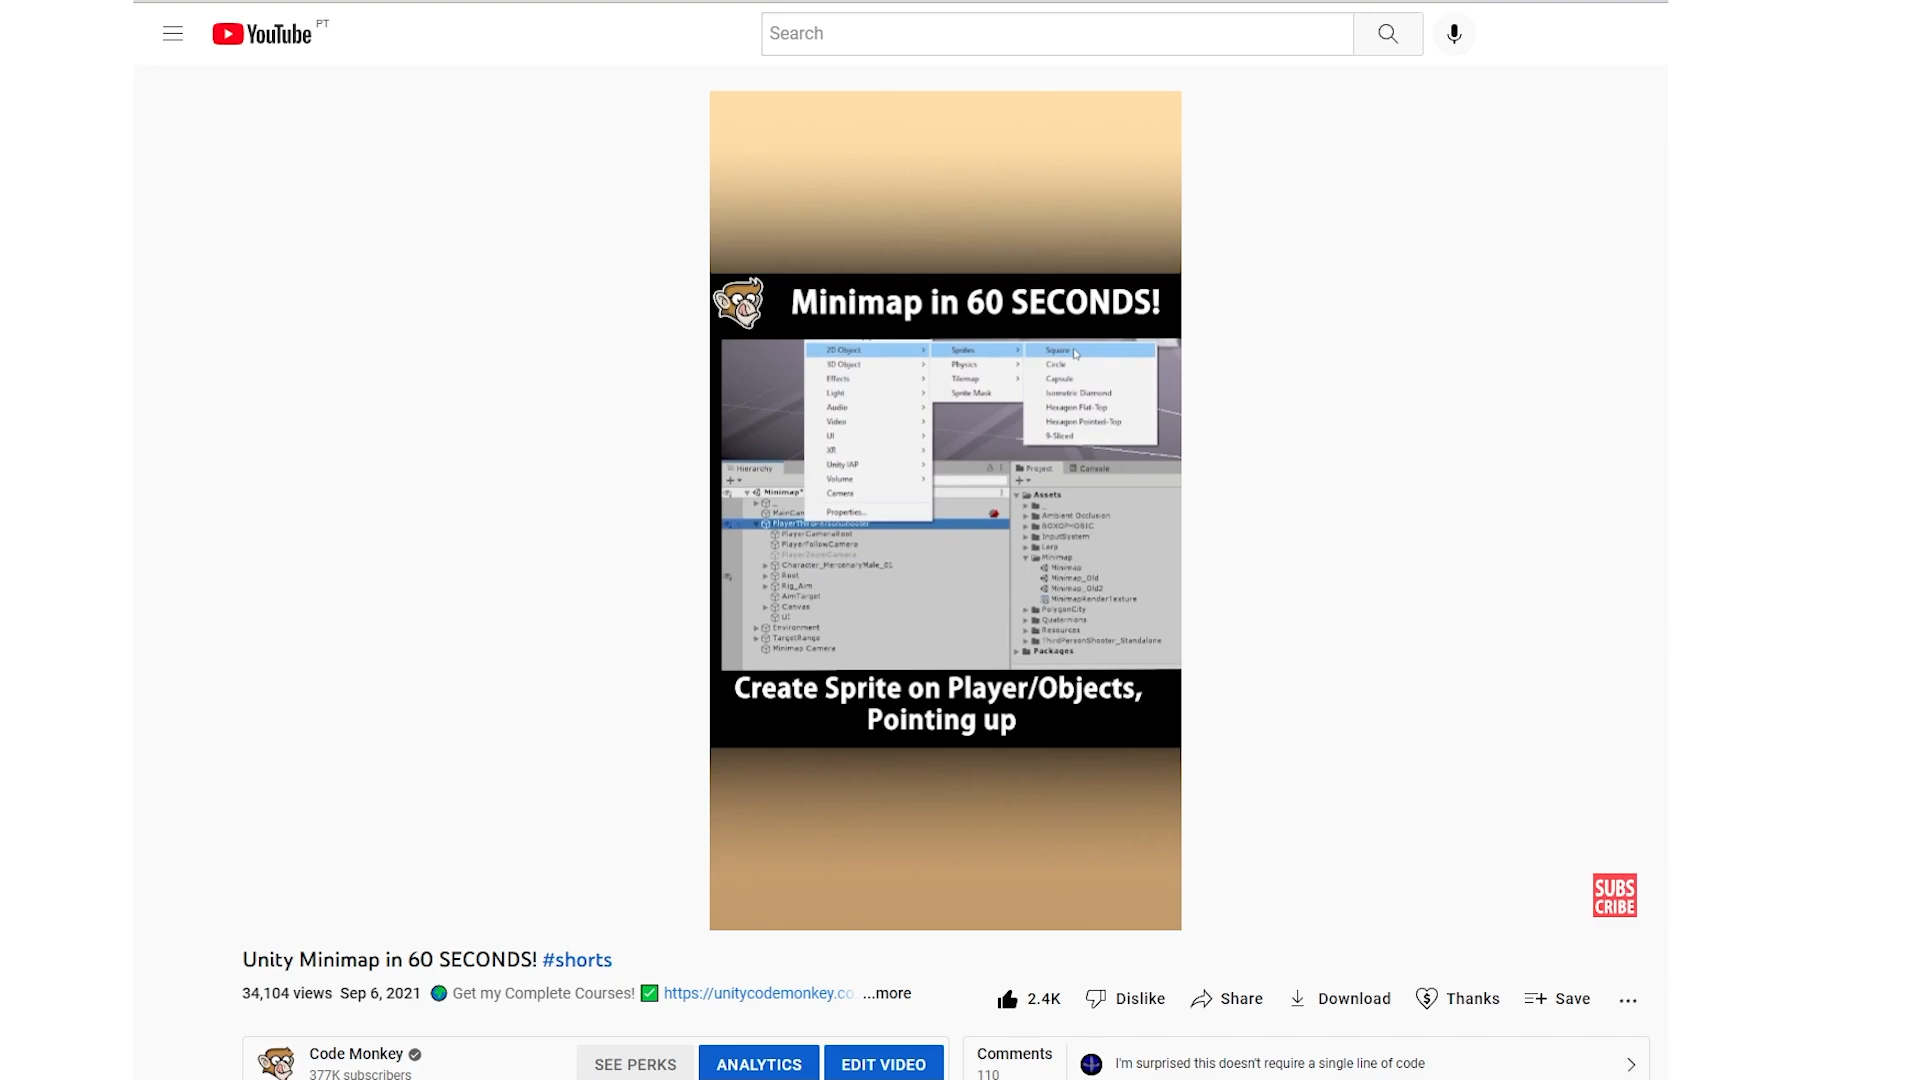 YouTube PT
Search
Minimap in 60 SECONDS!
2D Object
3D Object
Effects
Light
Audio
Video
UI
XR
Unity IAP
Volume
Camera
Properties...
Sprites
Physics
Tilemap
Sprite Mask
Square
Circle
Capsule
Isometric Diamond
Hexagon Flat-Top
Hexagon Pointed-Top
9-Sliced
Hierarchy
Minimap*
MainCam
PlayerThirdPersonShooter
PlayerCameraRoot
PlayerFollowCamera
PlayerZoomCamera
Character_MercenaryMale_01
Root
Rig_Aim
AimTarget
Canvas
UI
Environment
TargetRange
Minimap Camera
Project
Console
Assets
_
Ambient Occlusion
BOXOPHOBIC
InputSystem
Lerp
Minimap
Minimap
Minimap_Old
Minimap_Old2
MinimapRenderTexture
PolygonCity
Quaternions
Resources
ThirdPersonShooter_Standalone
Packages
Create Sprite on Player/Objects,
Pointing up
SUBS
CRIBE
Unity Minimap in 60 SECONDS! #shorts
34,104 views Sep 6, 2021 Get my Complete Courses! https://unitycodemonkey.co ...more
2.4K Dislike Share Download Thanks Save
Code Monkey
377K subscribers
SEE PERKS ANALYTICS EDIT VIDEO
Comments
110
I'm surprised this doesn't require a single line of code